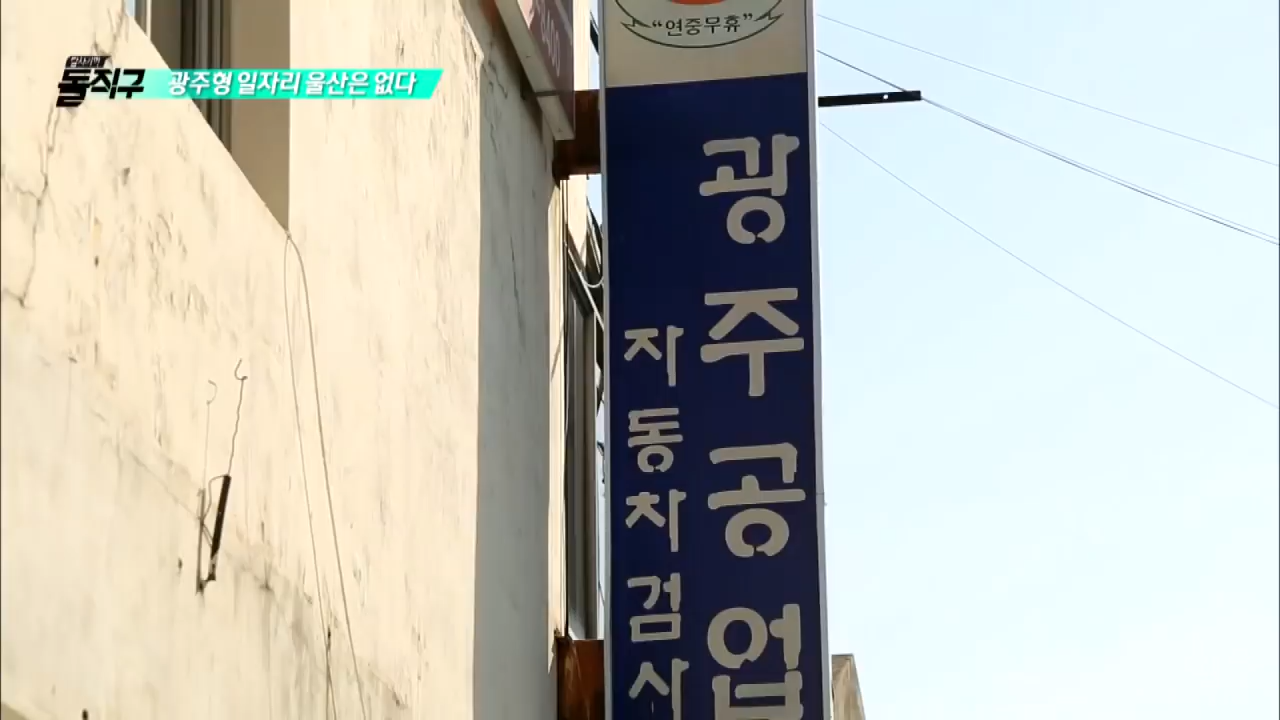 돌직구
광주형 일자리 울산은 없다
“연중무휴”
광주공업
자동차검사